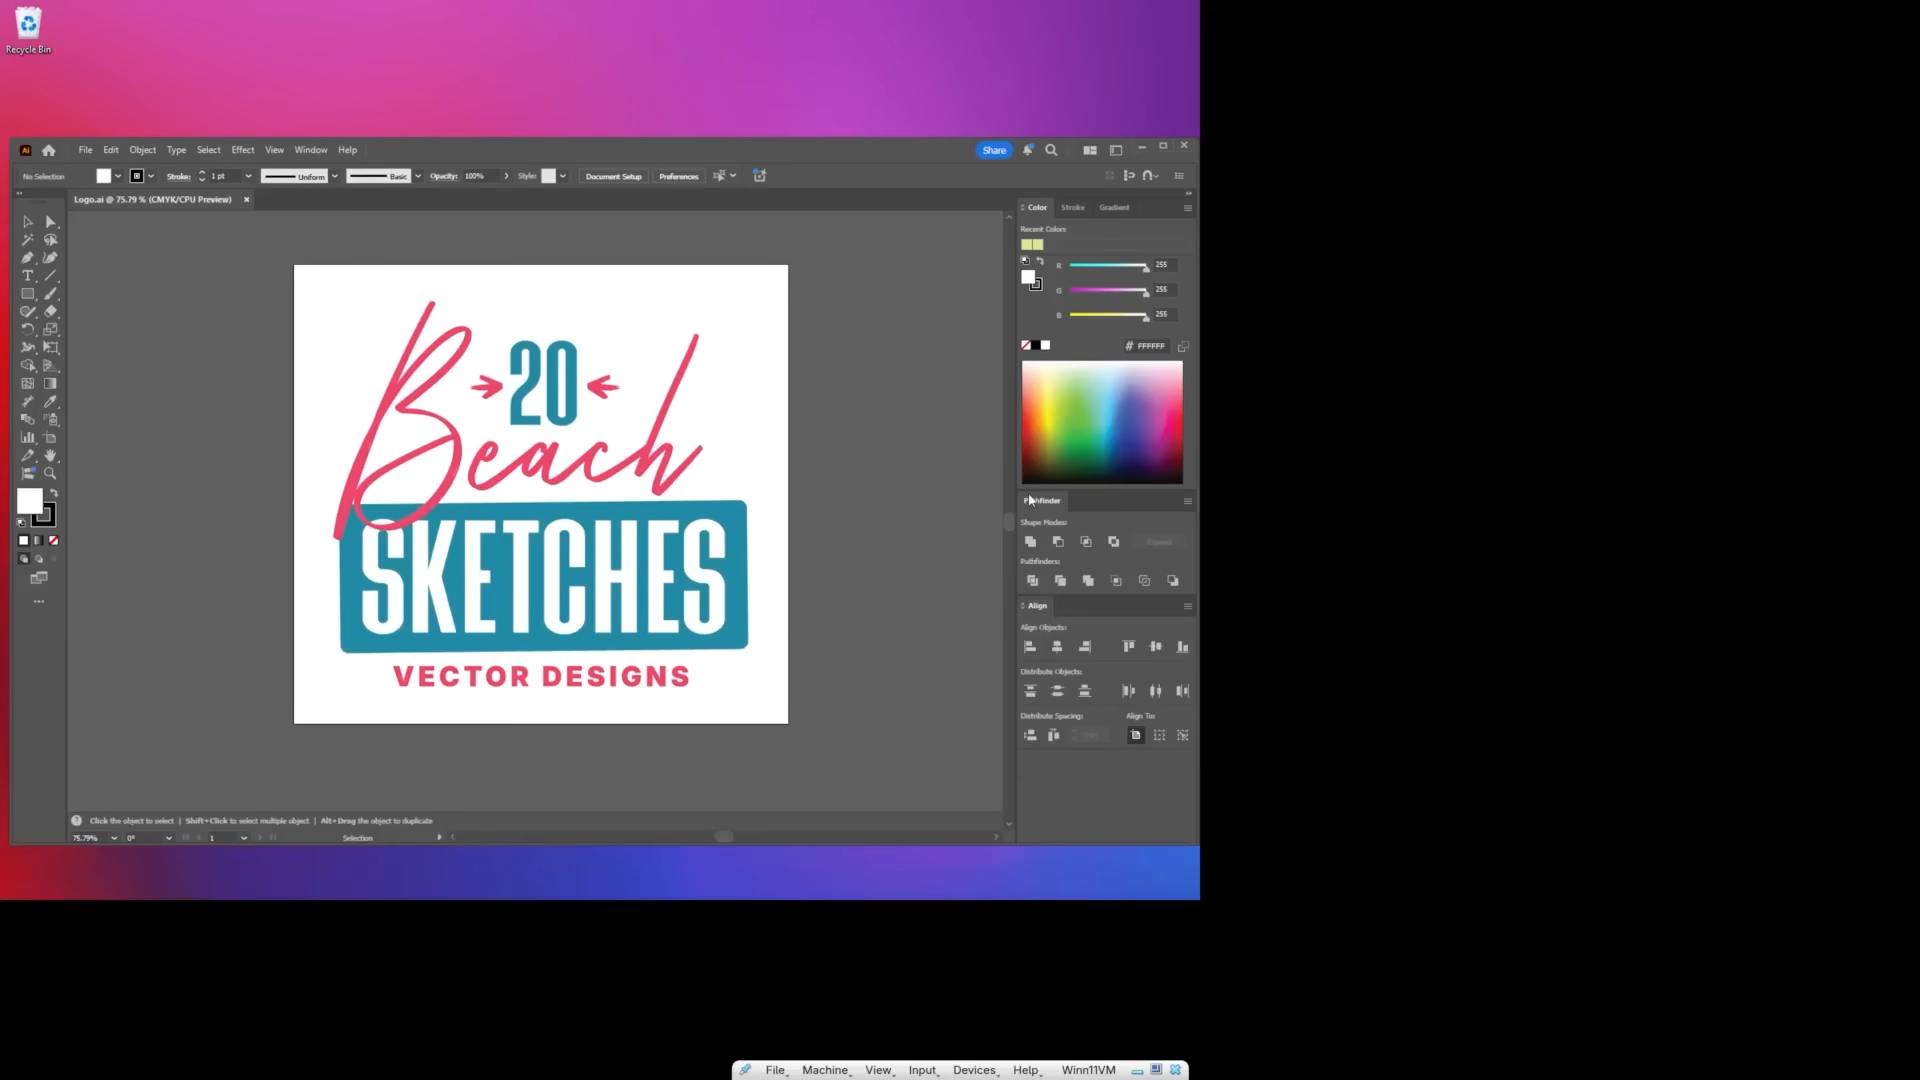 Recycle Bin
File Edit Object Type Select Effect View Window Help
Share
No Selection
Stroke: 1 pt
Uniform
Basic
Opacity: 100%
Style:
Document Setup
Preferences
Logo.ai @ 75.79 % (CMYK/CPU Preview)
Color Stroke Gradient
Recent Colors
R 255
G 255
B 255
# FFFFFF
20
Beach
SKETCHES
VECTOR DESIGNS
Shape Modes:
Expand
Pathfinders:
Align
Align Objects:
Distribute Objects:
Distribute Spacing:
Align To:
Click the object to select | Shift+Click to select multiple object | Alt+Drag the object to duplicate
75.79% 0° 1 Selection
File Machine View Input Devices Help Winn11VM